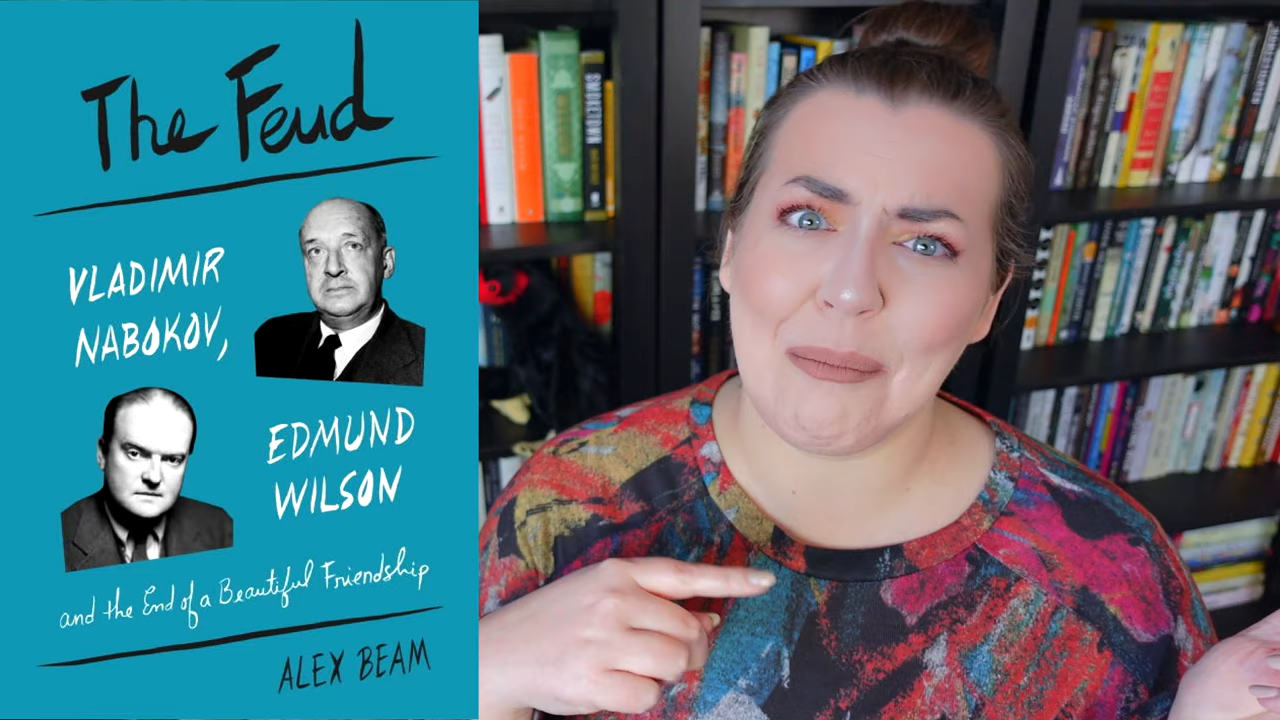 The Feud
VLADIMIR
NABOKOV,
EDMUND
WILSON
and the End of a Beautiful Friendship
ALEX BEAM